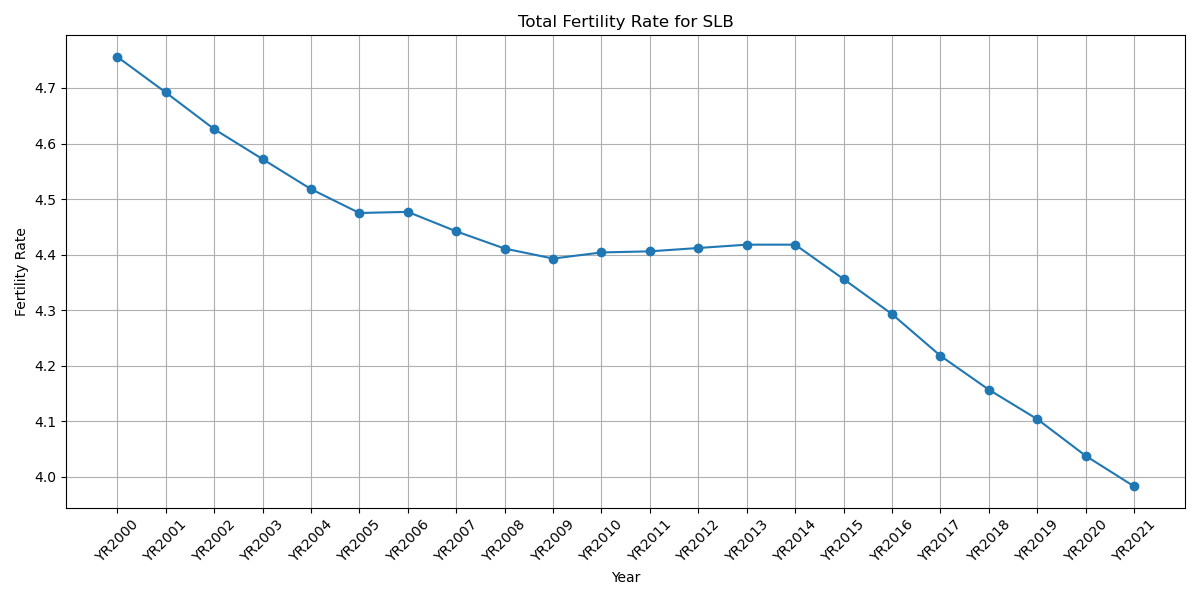 Total Fertility Rate for SLB
Fertility Rate
4.7
4.6
4.5
4.4
4.3
4.2
4.1
4.0
YR2000
YR2001
YR2002
YR2003
YR2004
YR2005
YR2006
YR2007
YR2008
YR2009
YR2010
YR2011
YR2012
YR2013
YR2014
YR2015
YR2016
YR2017
YR2018
YR2019
YR2020
YR2021
Year